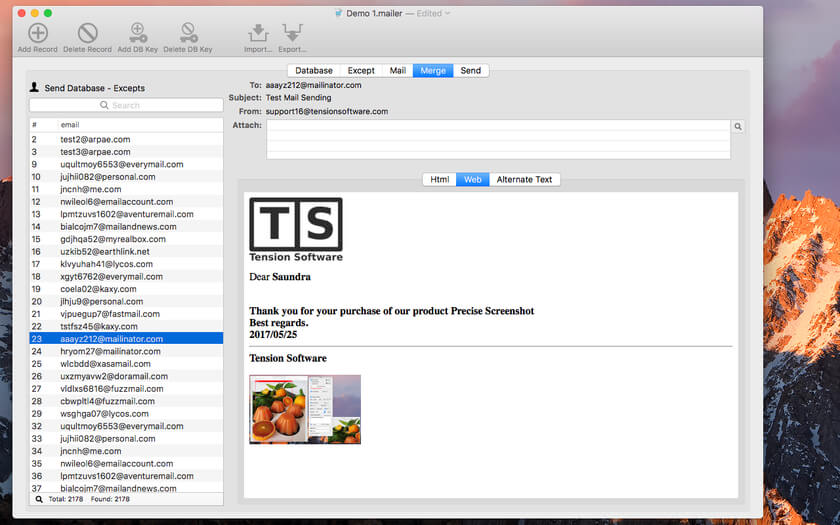 Demo 1.mailer — Edited
Add Record Delete Record Add DB Key Delete DB Key Import... Export...
Database Except Mail Merge Send
Send Database - Excepts
Search
# email
2 test2@arpae.com
3 test3@arpae.com
9 uqultmoy6553@everymail.com
10 jujhii082@personal.com
11 jncnh@me.com
12 nwileol6@emailaccount.com
13 lpmtzuvs1602@aventuremail.com
14 bialcojm7@mailandnews.com
15 gdjhqa52@myrealbox.com
16 uzkib52@earthlink.net
17 klvyuhah41@lycos.com
18 xgyt6762@everymail.com
19 coela02@kaxy.com
20 jlhju9@personal.com
21 vjpuegup7@fastmail.com
22 tstfsz45@kaxy.com
23 aaayz212@mailinator.com
24 hryom27@mailinator.com
25 wlcbdd@xasamail.com
26 uxzmyavw2@doramail.com
27 vldlxs6816@fuzzmail.com
28 cbwpltl4@fuzzmail.com
29 wsghga07@lycos.com
32 uqultmoy6553@everymail.com
33 jujhii082@personal.com
34 jncnh@me.com
35 nwileol6@emailaccount.com
36 lpmtzuvs1602@aventuremail.com
37 bialcojm7@mailandnews.com
Total: 2178 Found: 2178
To: aaayz212@mailinator.com
Subject: Test Mail Sending
From: support16@tensionsoftware.com
Attach:
Html Web Alternate Text
TS
Tension Software
Dear Saundra
Thank you for your purchase of our product Precise Screenshot
Best regards.
2017/05/25
Tension Software